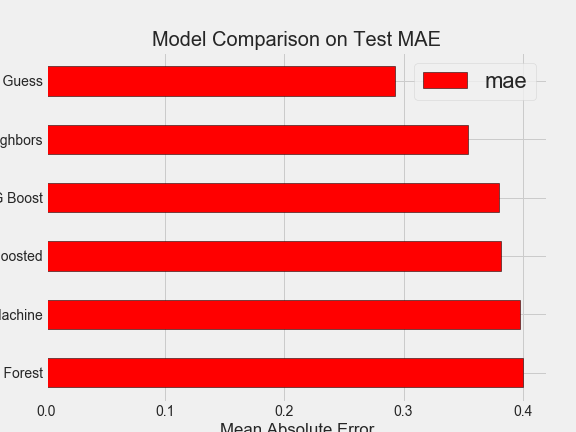 Model Comparison on Test MAE
mae
Guess
ghbors
G Boost
oosted
lachine
Forest
0.0 0.1 0.2 0.3 0.4
Mean Absolute Error